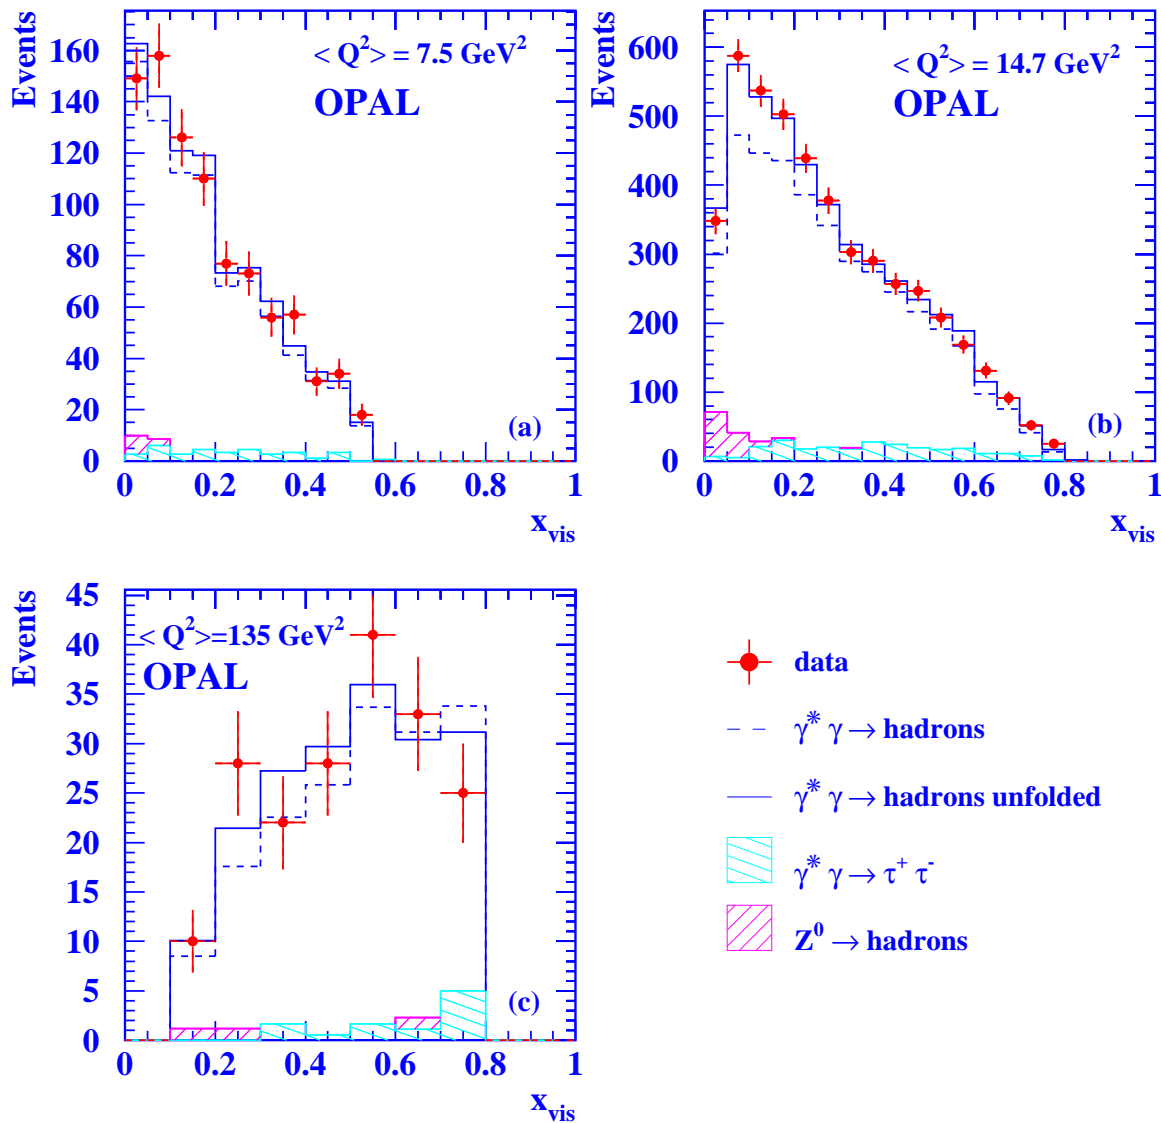 Events
< Q²> = 7.5 GeV²
OPAL
160
140
120
100
80
60
40
20
0
(a)
0 0.2 0.4 0.6 0.8 1
x_vis
Events
< Q²> = 14.7 GeV²
OPAL
600
500
400
300
200
100
0
(b)
0 0.2 0.4 0.6 0.8 1
x_vis
Events
< Q²>=135 GeV²
OPAL
45
40
35
30
25
20
15
10
5
0
(c)
0 0.2 0.4 0.6 0.8 1
x_vis
data
γ* γ → hadrons
γ* γ → hadrons unfolded
γ* γ → τ⁺ τ⁻
Z⁰ → hadrons